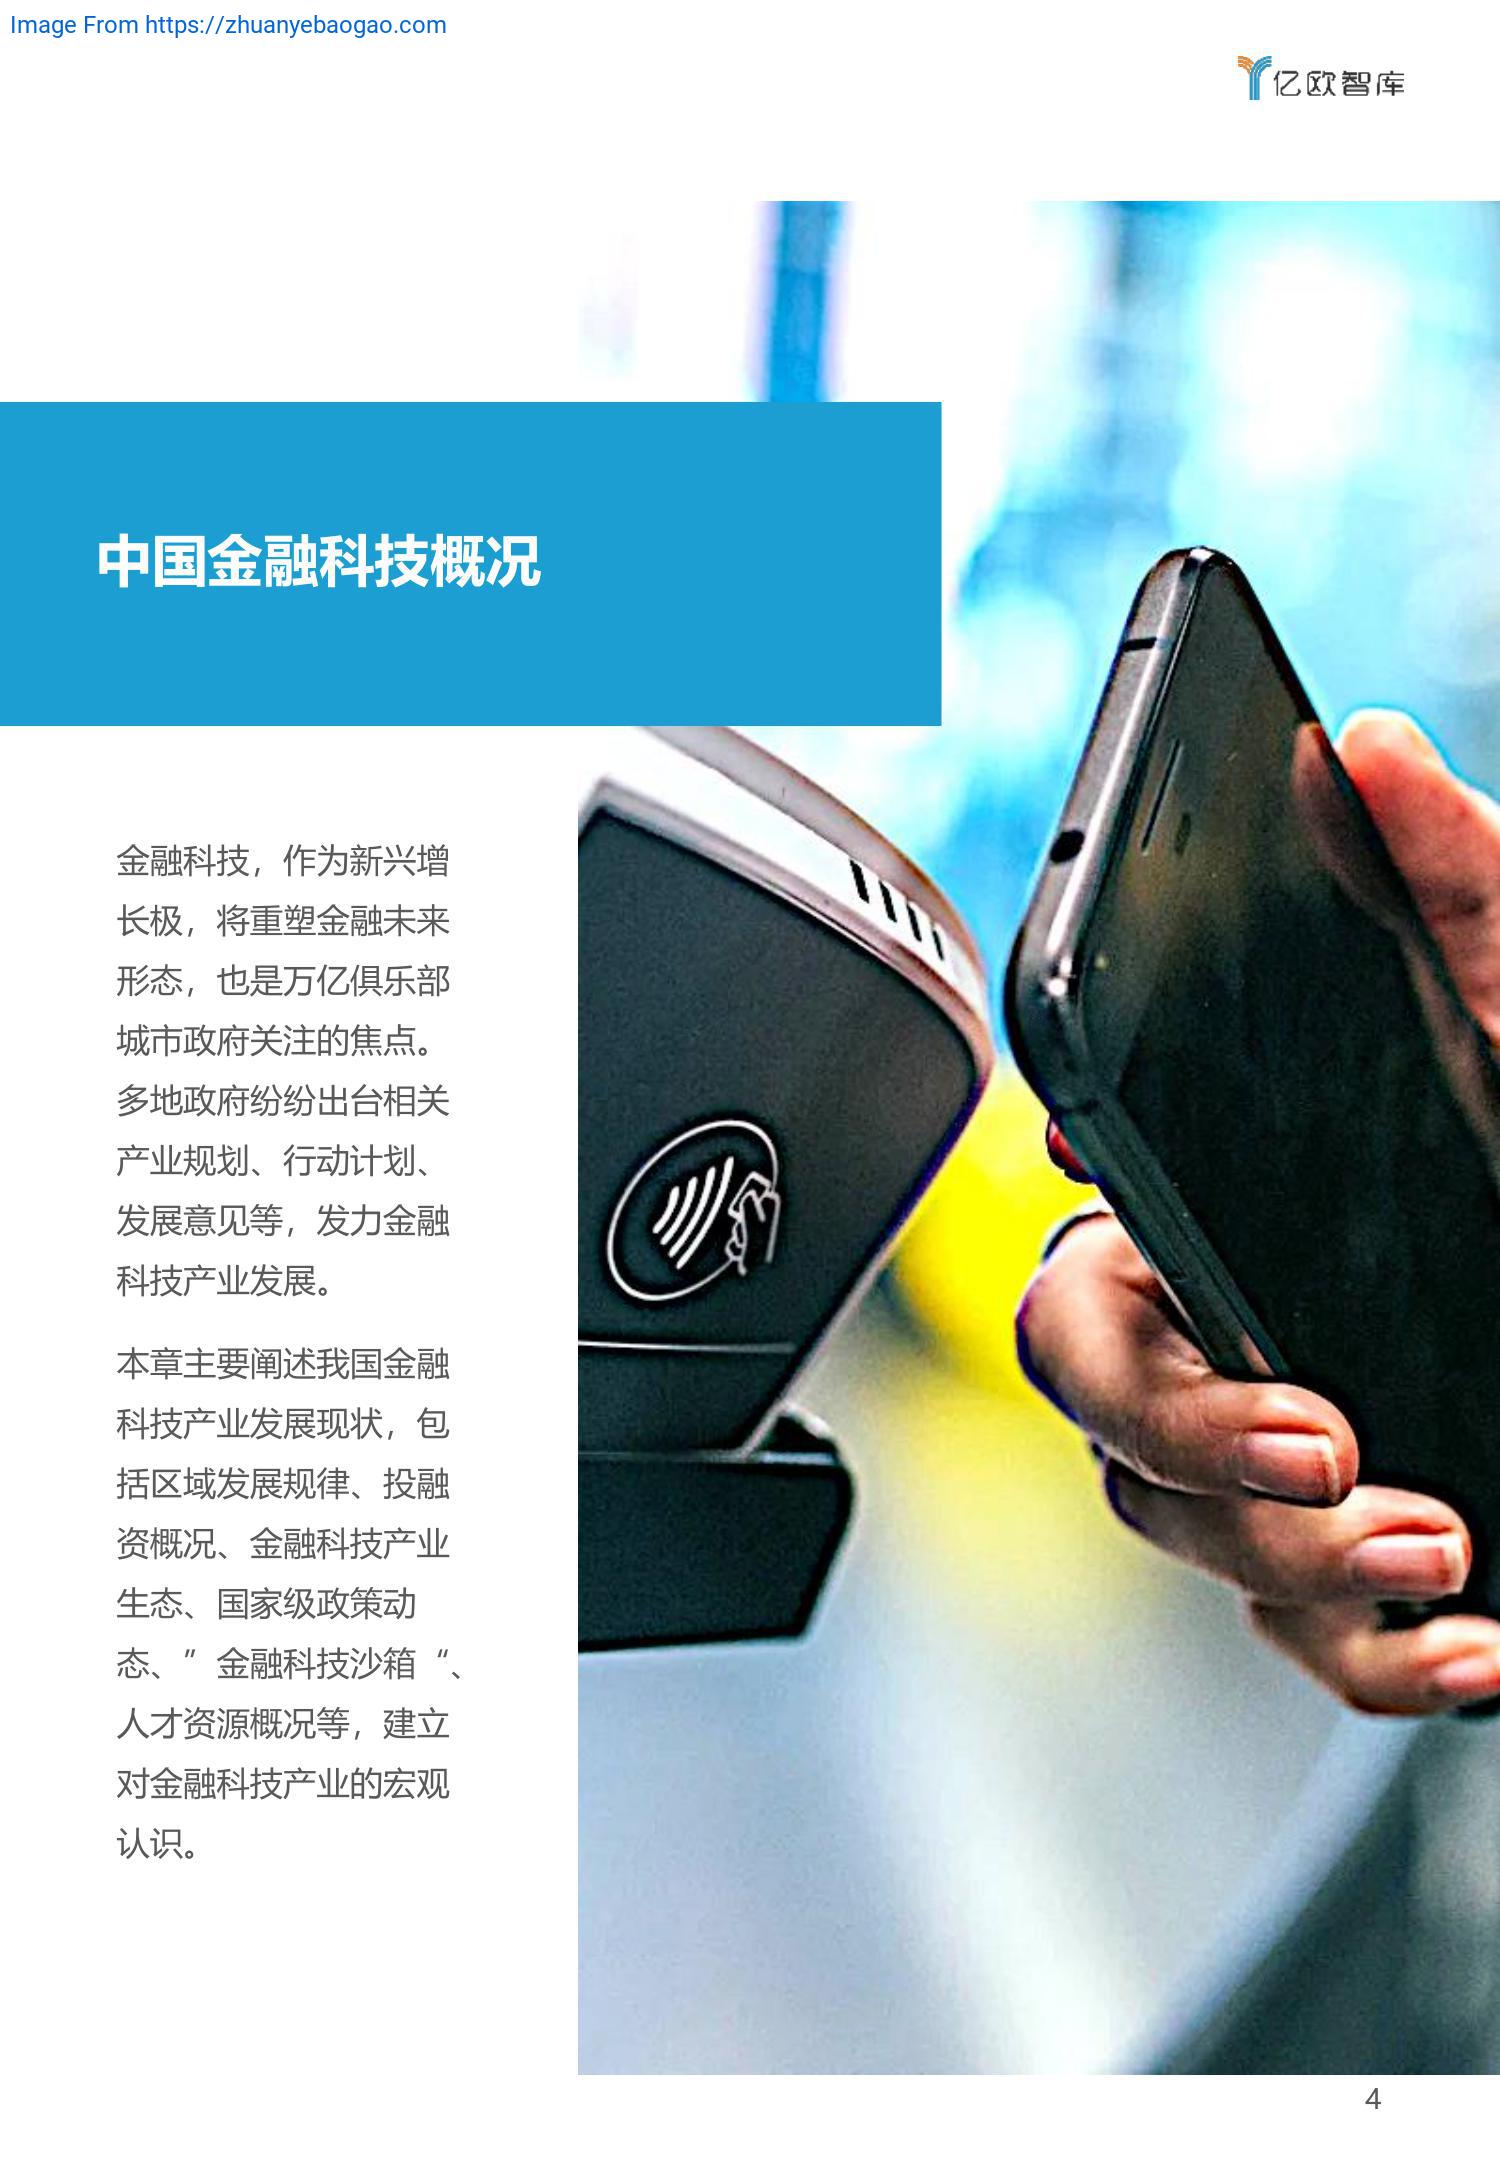 Image From https://zhuanyebaogao.com
亿欧智库
中国金融科技概况
金融科技，作为新兴增
长极，将重塑金融未来
形态，也是万亿俱乐部
城市政府关注的焦点。
多地政府纷纷出台相关
产业规划、行动计划、
发展意见等，发力金融
科技产业发展。
本章主要阐述我国金融
科技产业发展现状，包
括区域发展规律、投融
资概况、金融科技产业
生态、国家级政策动
态、”金融科技沙箱“、
人才资源概况等，建立
对金融科技产业的宏观
认识。
4